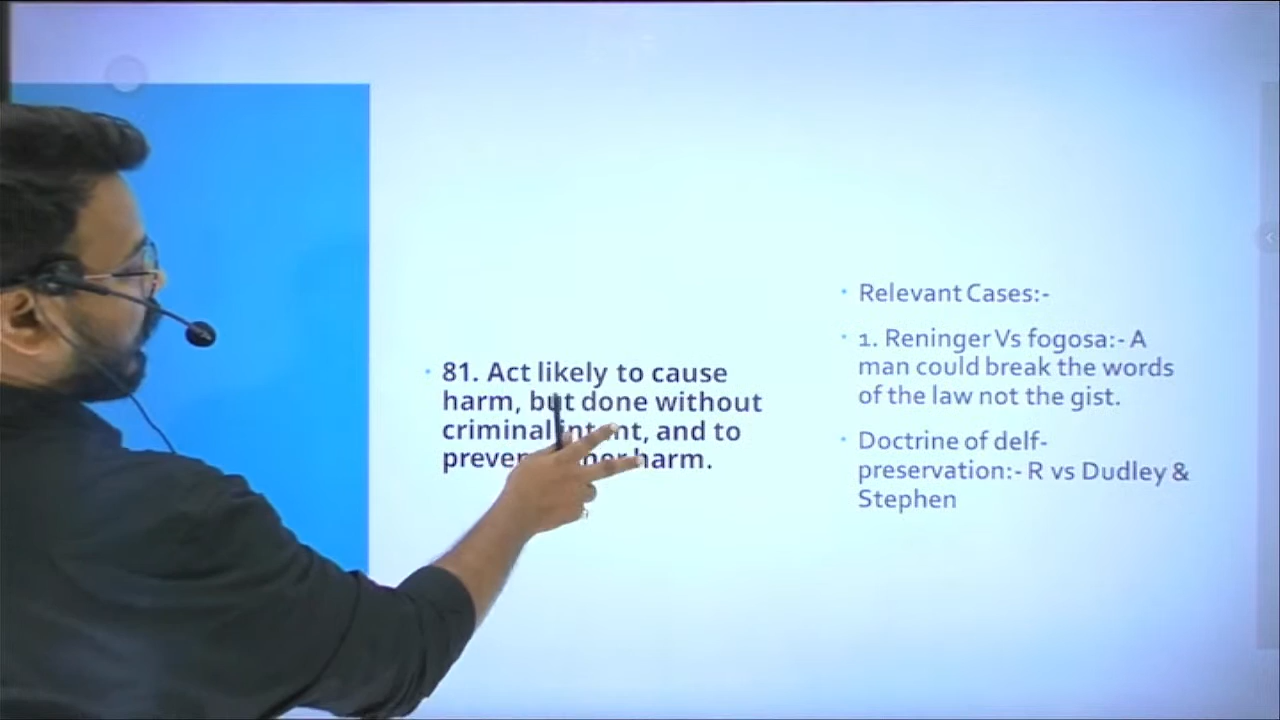 81. Act likely to cause
harm, but done without
criminal intent, and to
harm.
Relevant Cases:-
1. Reninger Vs fogosa:- A
man could break the words
of the law not the gist.
Doctrine of delf-
preservation:- R vs Dudley &
Stephen